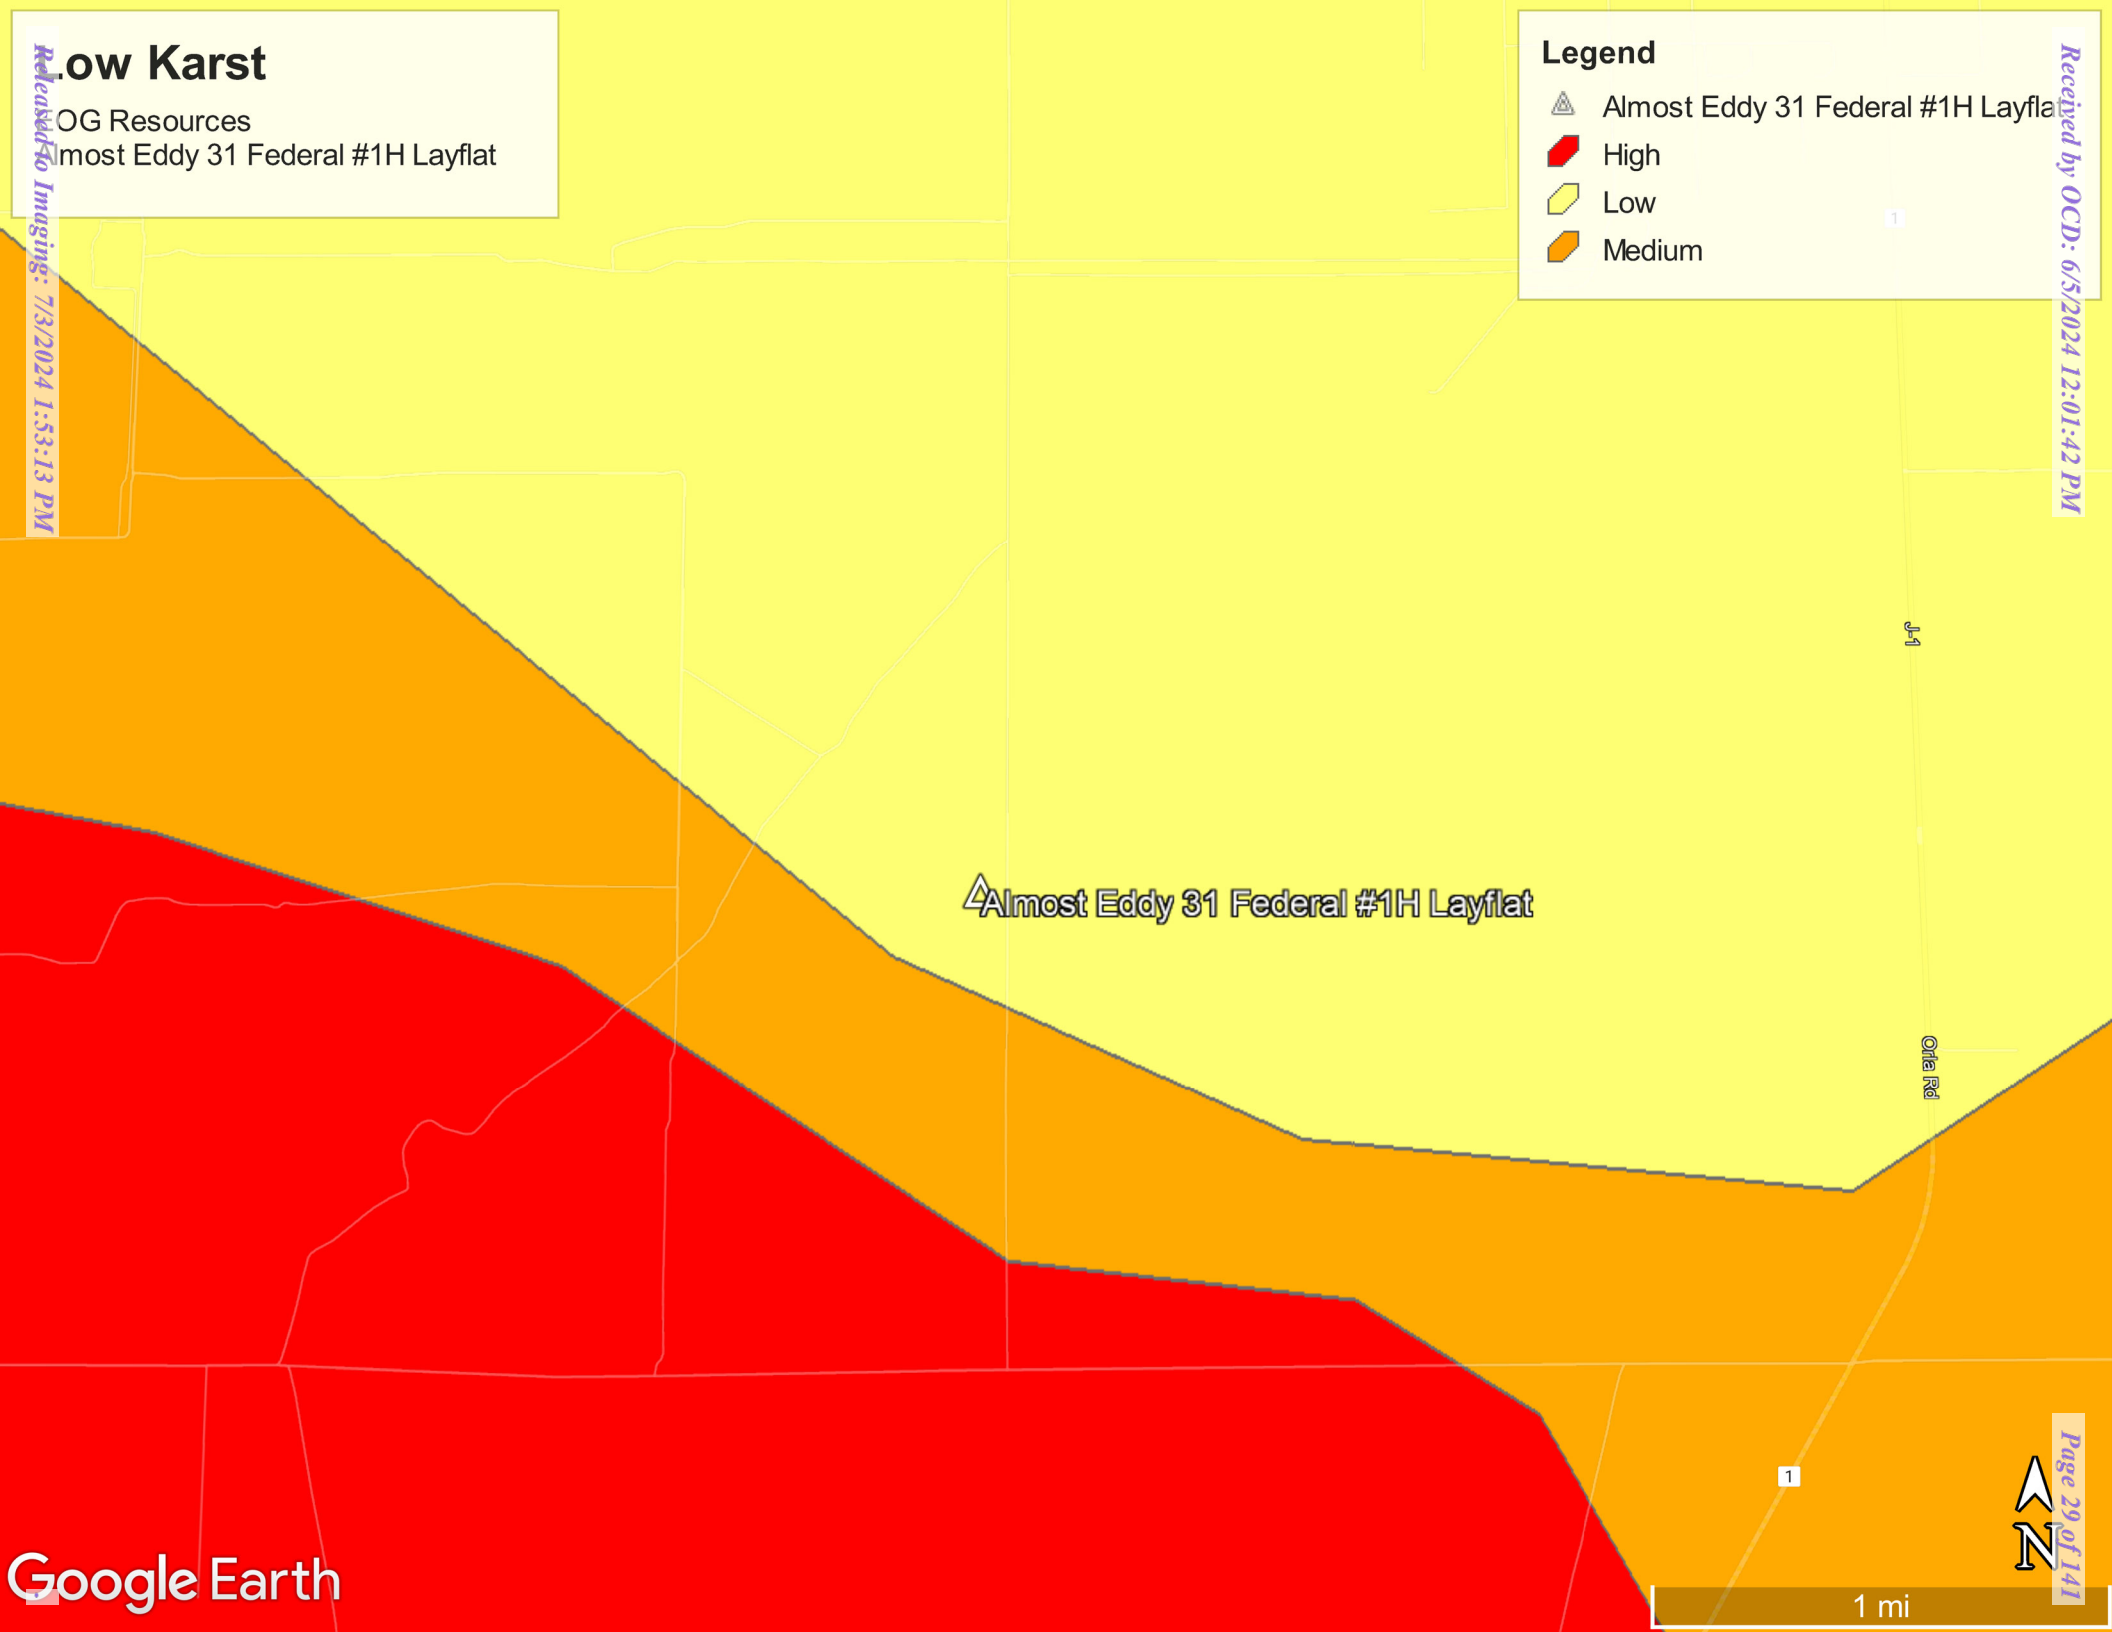 Low Karst
OG Resources
Almost Eddy 31 Federal #1H Layflat
Released to Imaging: 7/3/2024 1:53:13 PM
Legend
Almost Eddy 31 Federal #1H Layflat
High
Low
Medium
Received by OCD: 6/5/2024 12:01:42 PM
1
J-1
Almost Eddy 31 Federal #1H Layflat
Orla Rd
1
N
Page 29 of 141
Google Earth
1 mi